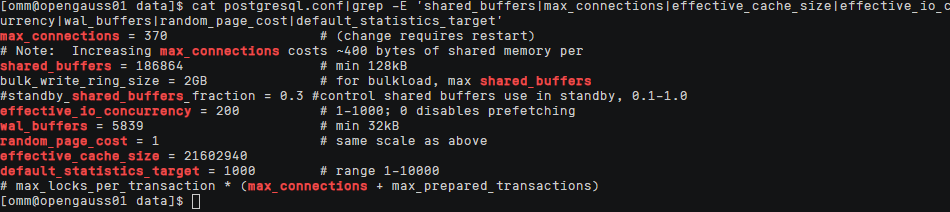 [omm@opengauss01 data]$ cat postgresql.conf|grep -E 'shared_buffers|max_connections|effective_cache_size|effective_io_conc
urrency|wal_buffers|random_page_cost|default_statistics_target'
max_connections = 370                   # (change requires restart)
# Note:  Increasing max_connections costs ~400 bytes of shared memory per
shared_buffers = 186864                 # min 128kB
bulk_write_ring_size = 2GB              # for bulkload, max shared_buffers
#standby_shared_buffers_fraction = 0.3 #control shared buffers use in standby, 0.1-1.0
effective_io_concurrency = 200          # 1-1000; 0 disables prefetching
wal_buffers = 5839                      # min 32kB
random_page_cost = 1                    # same scale as above
effective_cache_size = 21602940
default_statistics_target = 1000        # range 1-10000
# max_locks_per_transaction * (max_connections + max_prepared_transactions)
[omm@opengauss01 data]$